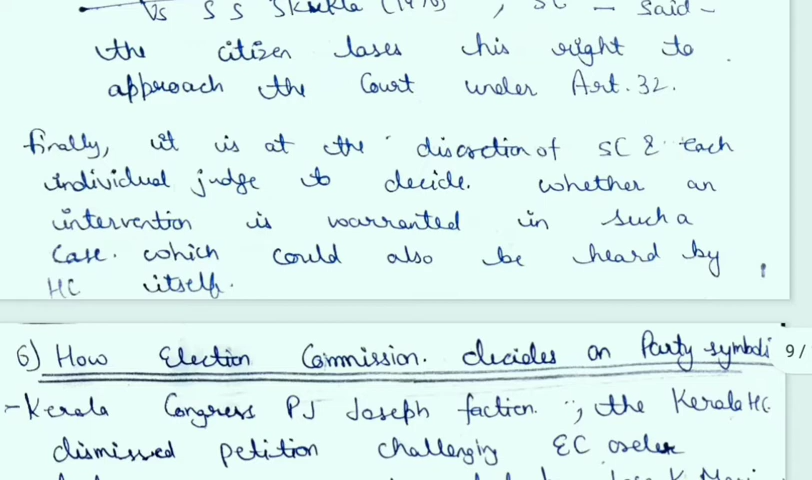 Vs S S Shukla (1976) , SC - Said -
the citizen loses his right to
approach the Court under Art. 32.
finally, it is at the discretion of SC & each
individual judge to decide. whether an
intervention is warranted in such a
Case. which could also be heard by
HC itself.
6) How Election Commission. decides on Party symbols
9/
- Kerala Congress PJ Joseph faction. ; the Kerala HC
dismissed petition challenging EC order